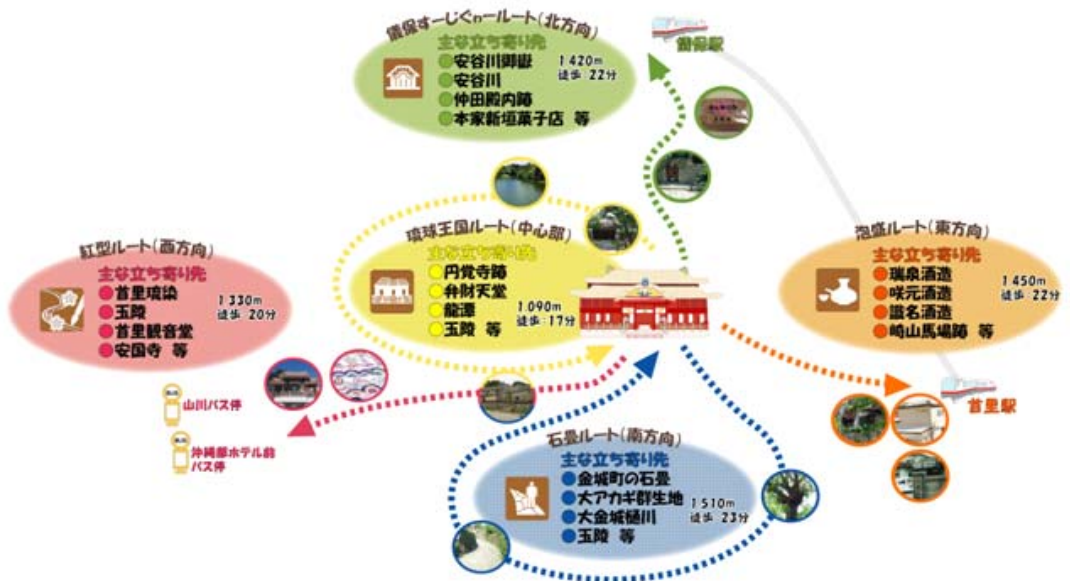 儀保すーじぐゎールート(北方向)
主な立ち寄り先
●安谷川御嶽
●安谷川
●仲田殿内跡
●本家新垣菓子店 等
1420m
徒歩:22分
儀保駅
琉球王国ルート(中心部)
主な立ち寄り先
●円覚寺跡
●弁財天堂
●龍潭
●玉陵 等
1090m
徒歩:17分
紅型ルート(西方向)
主な立ち寄り先
●首里琉染
●玉陵
●首里観音堂
●安国寺 等
1330m
徒歩:20分
泡盛ルート(東方向)
主な立ち寄り先
●瑞泉酒造
●咲元酒造
●識名酒造
●崎山馬場跡 等
1450m
徒歩:22分
首里駅
山川バス停
沖縄都ホテル前
バス停
石畳ルート(南方向)
主な立ち寄り先
●金城町の石畳
●大アカギ群生地
●大金城樋川
●玉陵 等
1510m
徒歩:23分